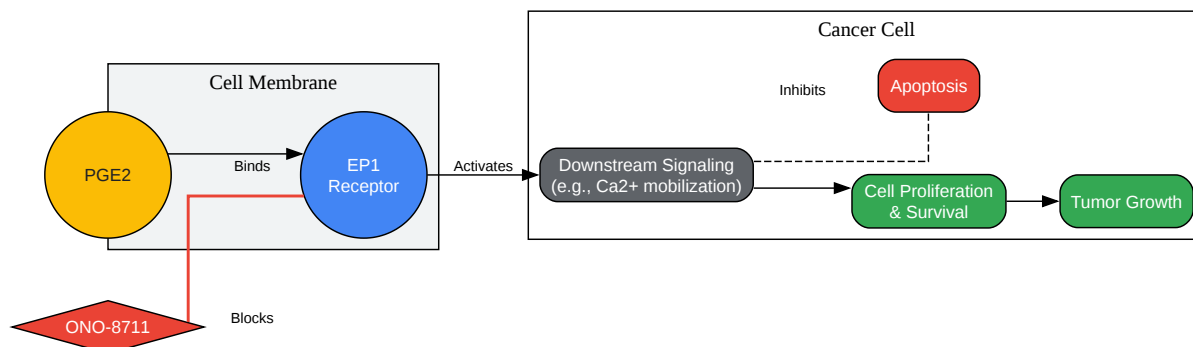 Cancer Cell
Cell Membrane
Inhibits
Apoptosis
PGE2
Binds
EP1
Receptor
Activates
Downstream Signaling
(e.g., Ca2+ mobilization)
Cell Proliferation
& Survival
Tumor Growth
ONO-8711
Blocks